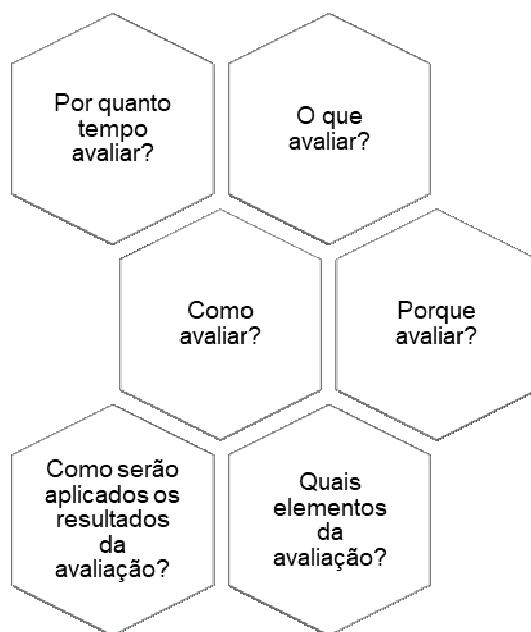 Por quanto
tempo
avaliar?
O que
avaliar?
Como
avaliar?
Porque
avaliar?
Como serão
aplicados os
resultados
da
avaliação?
Quais
elementos
da
avaliação?